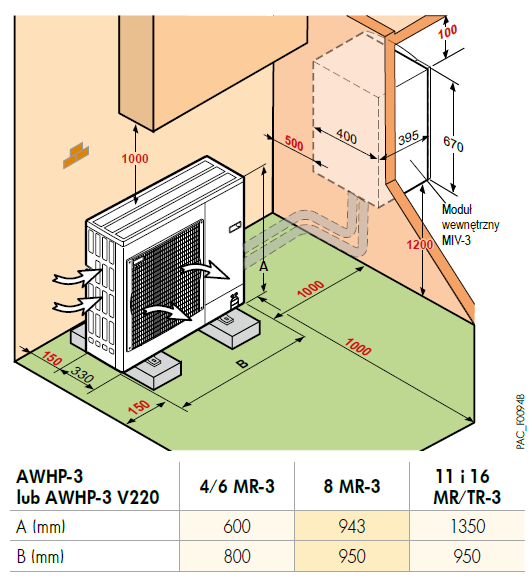 100
500
400
395
670
1000
Moduł
wewnętrzny
MIV-3
1200
A
1000
1000
150
330
150
B
PAC_F0094B
AWHP-3
lub AWHP-3 V220
4/6 MR-3
8 MR-3
11 i 16
MR/TR-3
A (mm)
600
943
1350
B (mm)
800
950
950